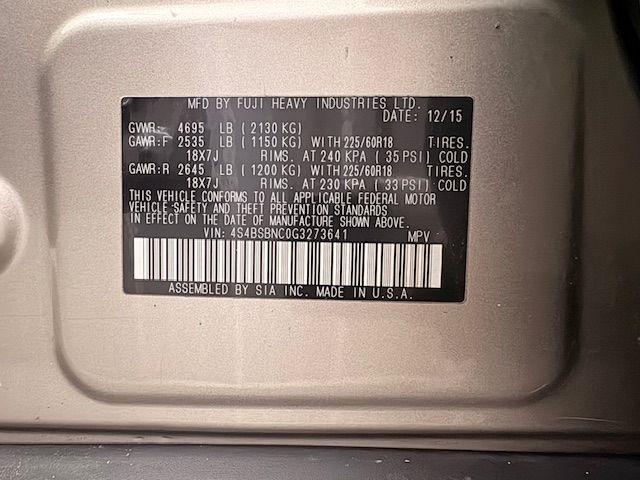 MFD BY FUJI HEAVY INDUSTRIES LTD.
DATE: 12/15
GVWR: 4695 LB ( 2130 KG)
GAWR:F 2535 LB ( 1150 KG) WITH 225/60R18 TIRES.
18X7J RIMS. AT 240 KPA ( 35 PSI) COLD
GAWR:R 2645 LB ( 1200 KG) WITH 225/60R18 TIRES.
18X7J RIMS. AT 230 KPA ( 33 PSI) COLD
THIS VEHICLE CONFORMS TO ALL APPLICABLE FEDERAL MOTOR
VEHICLE SAFETY AND THEFT PREVENTION STANDARDS
IN EFFECT ON THE DATE OF MANUFACTURE SHOWN ABOVE.
VIN: 4S4BSBNC0G3273641 MPV
ASSEMBLED BY SIA INC. MADE IN U.S.A.